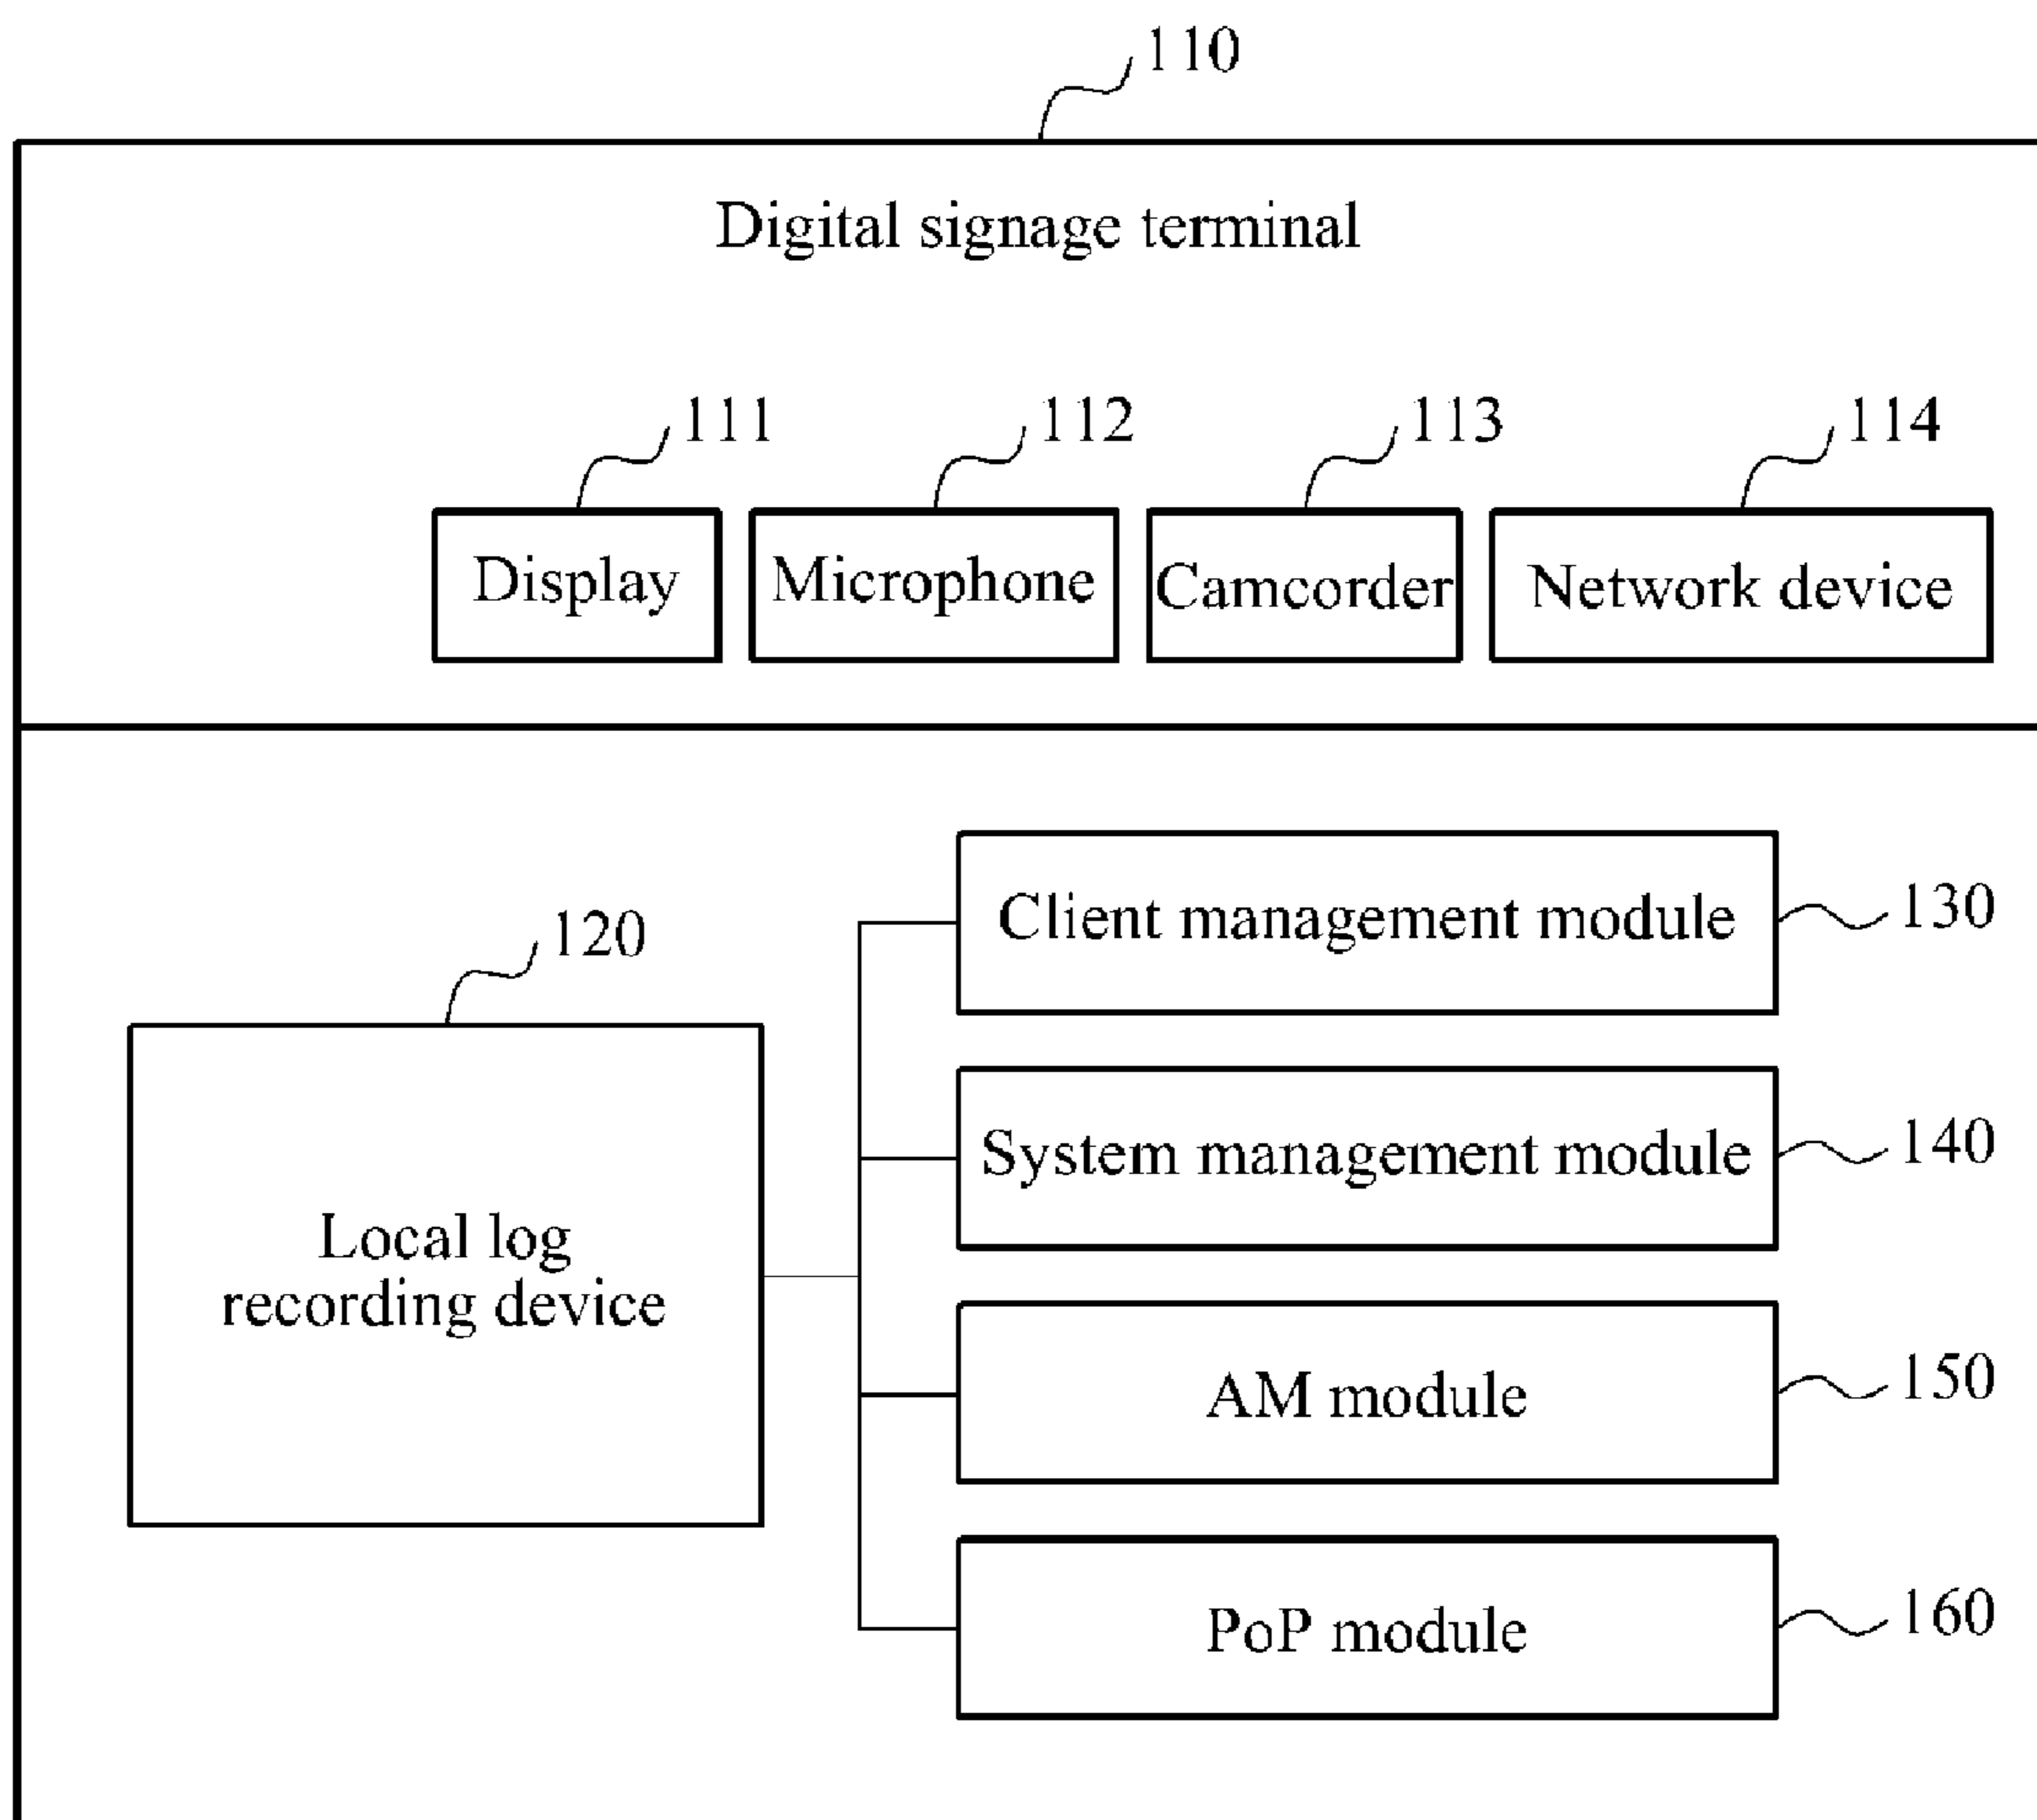 110
Digital signage terminal
111 112 113 114
Display Microphone Camcorder Network device
120
Local log
recording device
Client management module 130
System management module 140
AM module 150
PoP module 160